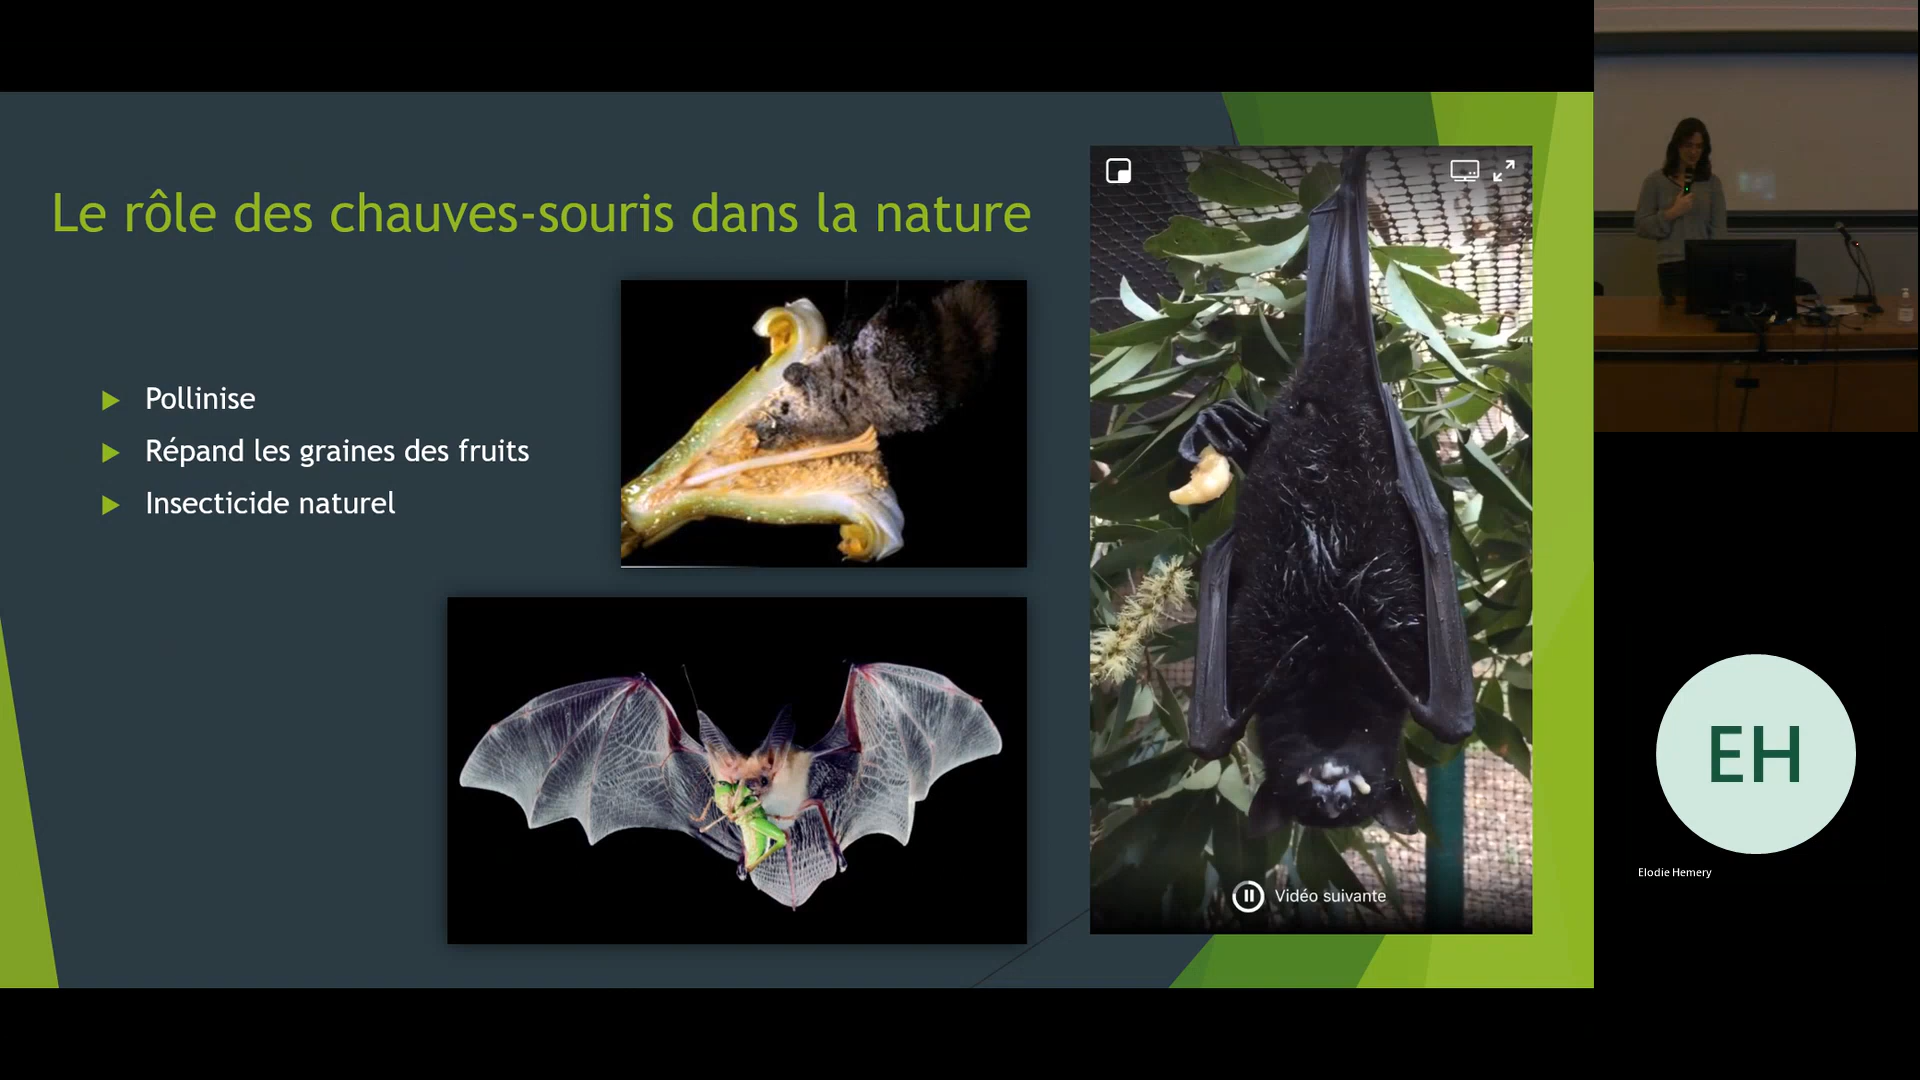 Le rôle des chauves-souris dans la nature
Pollinise
Répand les graines des fruits
Insecticide naturel
Vidéo suivante
EH
Elodie Hemery